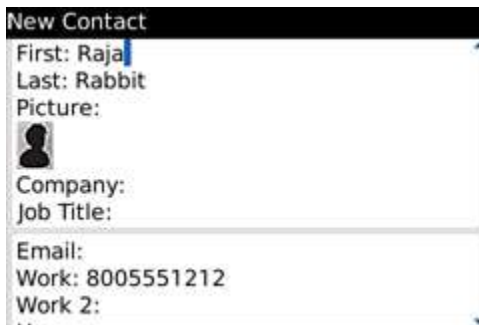 New Contact
First: Raja
Last: Rabbit
Picture:
Company:
Job Title:
Email:
Work: 8005551212
Work 2: